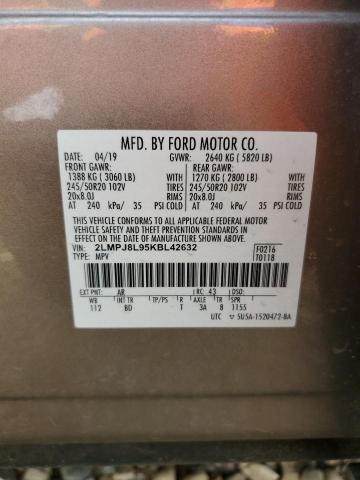 MFD. BY FORD MOTOR CO.
DATE: 04/19 GVWR: 2640 KG ( 5820 LB)
FRONT GAWR: REAR GAWR:
1388 KG ( 3060 LB) WITH 1270 KG ( 2800 LB) WITH
245/50R20 102V TIRES 245/50R20 102V TIRES
20x8.0J RIMS 20x8.0J RIMS
AT 240 kPa/ 35 PSI COLD AT 240 kPa/ 35 PSI COLD
THIS VEHICLE CONFORMS TO ALL APPLICABLE FEDERAL MOTOR
VEHICLE SAFETY AND THEFT PREVENTION STANDARDS IN
EFFECT ON THE DATE OF MANUFACTURE SHOWN ABOVE.
VIN: 2LMPJ8L95KBL42632 F0216
TYPE: MPV T0118
EXT PNT: AR RC: 43 DSO:
WB INT TR TP/PS R AXLE TR SPR
112 BD T 3A 8 1155
UTC 5U5A-1520472-BA